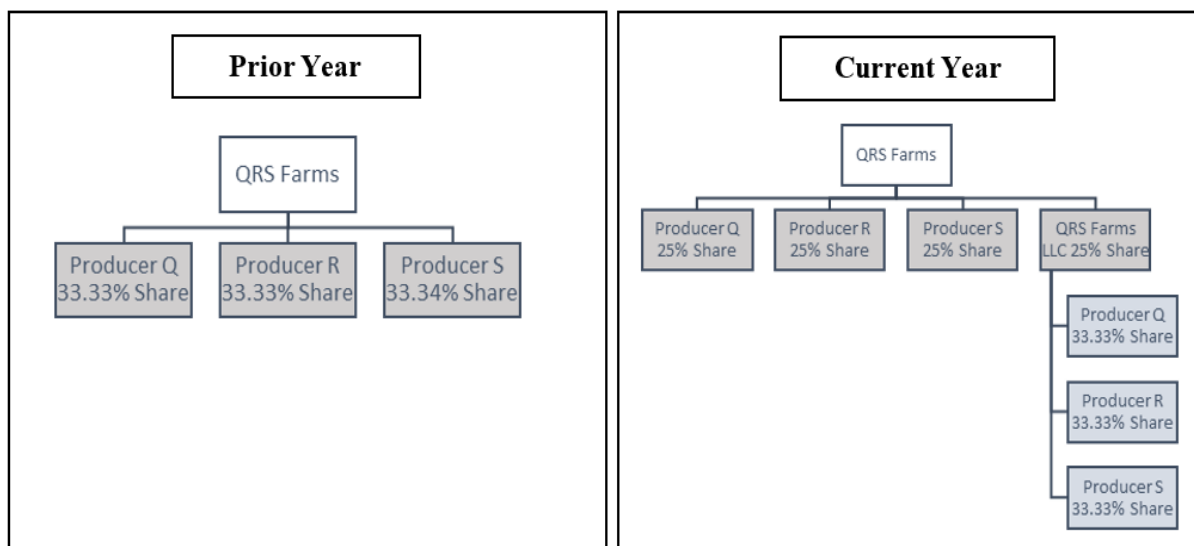 Prior Year
QRS Farms
Producer Q
33.33% Share
Producer R
33.33% Share
Producer S
33.34% Share
Current Year
QRS Farms
Producer Q
25% Share
Producer R
25% Share
Producer S
25% Share
QRS Farms
LLC 25% Share
Producer Q
33.33% Share
Producer R
33.33% Share
Producer S
33.33% Share